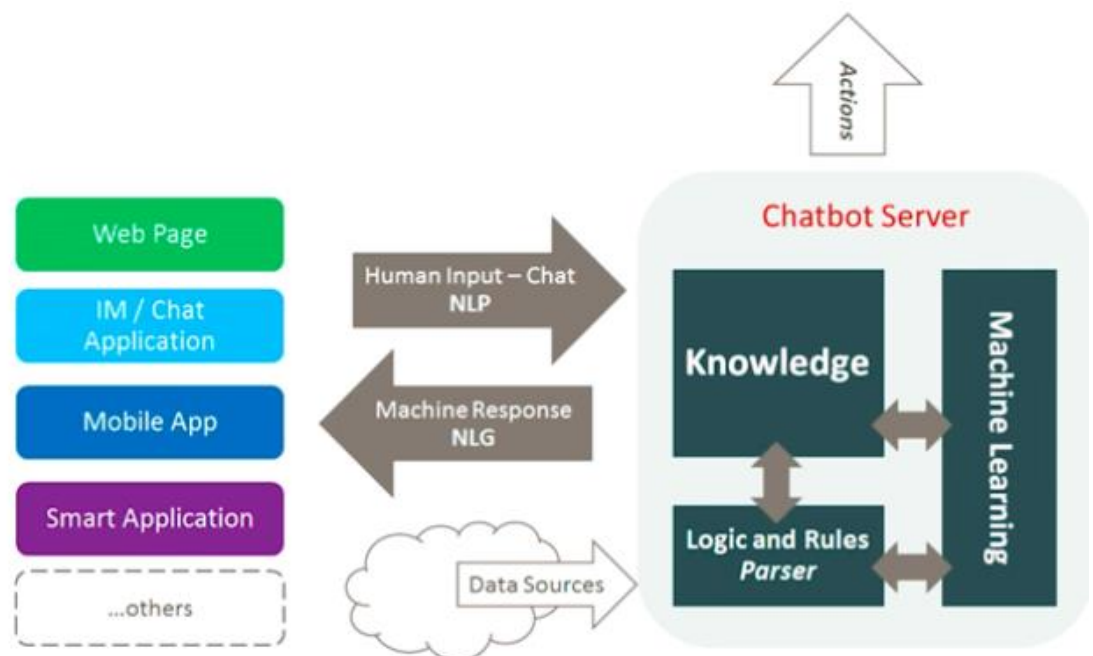 Actions
Web Page
IM / Chat
Application
Mobile App
Smart Application
...others
Human Input – Chat
NLP
Machine Response
NLG
Data Sources
Chatbot Server
Knowledge
Logic and Rules
Parser
Machine Learning